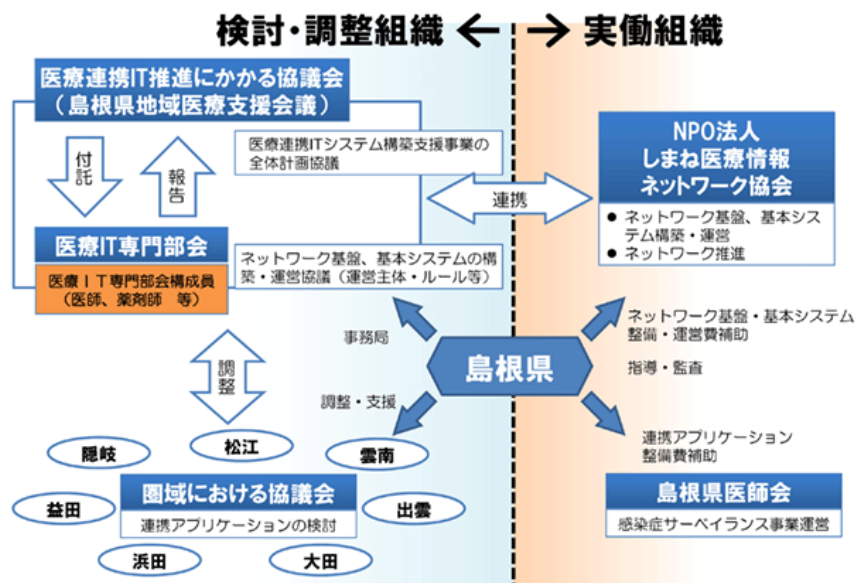 検討・調整組織 ← → 実働組織
医療連携IT推進にかかる協議会
（島根県地域医療支援会議）
付託
報告
医療連携ITシステム構築支援事業の
全体計画協議
連携
NPO法人
しまね医療情報
ネットワーク協会
● ネットワーク基盤、基本シス
テム構築・運営
● ネットワーク推進
医療IT専門部会
医療IT専門部会構成員
（医師、薬剤師　等）
ネットワーク基盤、基本システムの構
築・運営協議（運営主体・ルール等）
事務局
島根県
ネットワーク基盤・基本システム
整備・運営費補助
指導・監査
調整
調整・支援
連携アプリケーション
整備費補助
隠岐
松江
雲南
益田
圏域における協議会
連携アプリケーションの検討
出雲
浜田
大田
島根県医師会
感染症サーベイランス事業運営